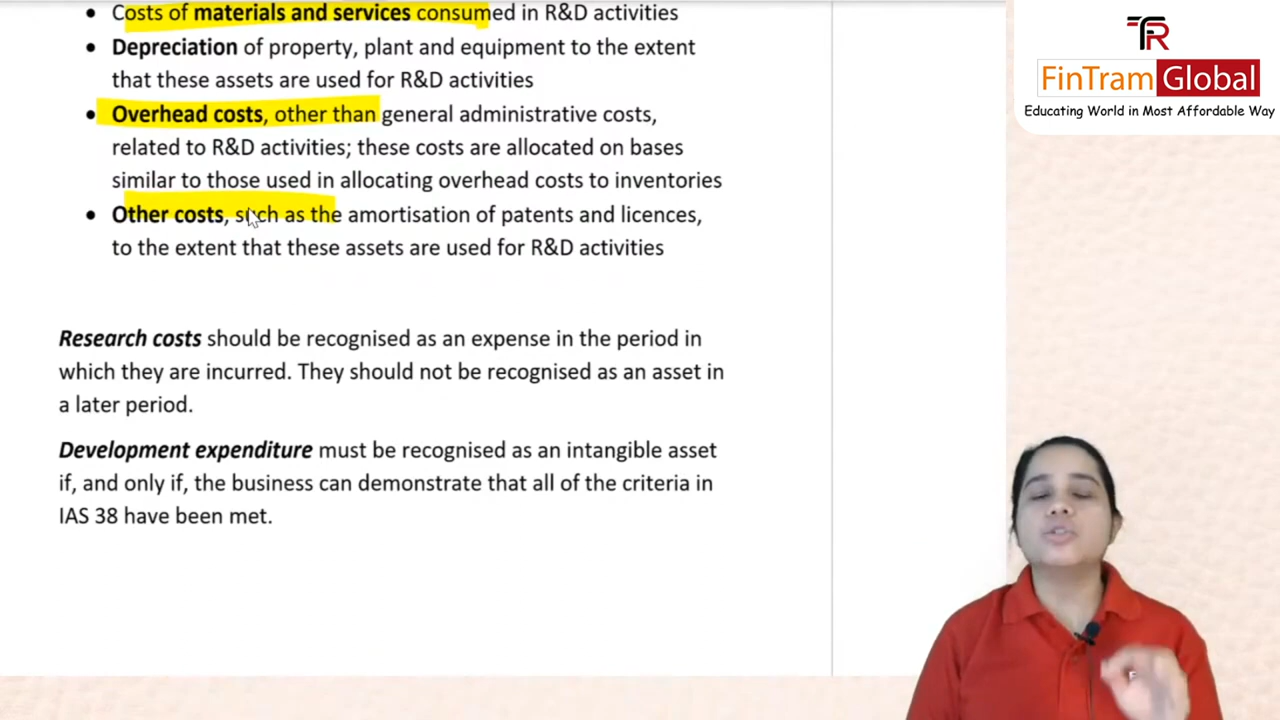 • Costs of materials and services consumed in R&D activities
• Depreciation of property, plant and equipment to the extent
that these assets are used for R&D activities
• Overhead costs, other than general administrative costs,
related to R&D activities; these costs are allocated on bases
similar to those used in allocating overhead costs to inventories
• Other costs, such as the amortisation of patents and licences,
to the extent that these assets are used for R&D activities
Research costs should be recognised as an expense in the period in
which they are incurred. They should not be recognised as an asset in
a later period.
Development expenditure must be recognised as an intangible asset
if, and only if, the business can demonstrate that all of the criteria in
IAS 38 have been met.
FinTram Global
Educating World in Most Affordable Way